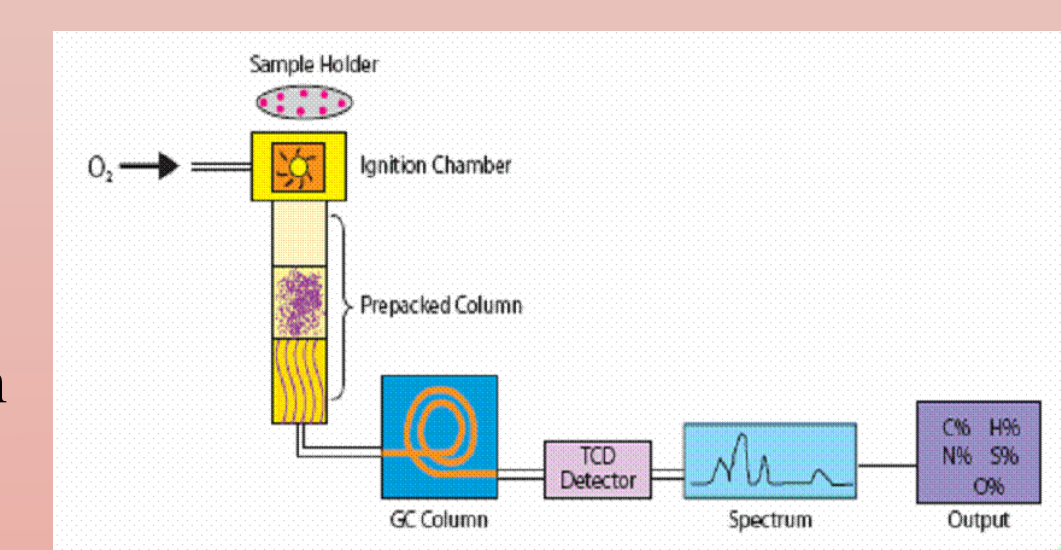 Sample Holder
O₂
Ignition Chamber
Prepacked Column
TCD
Detector
GC Column
Spectrum
C% H%
N% S%
O%
Output